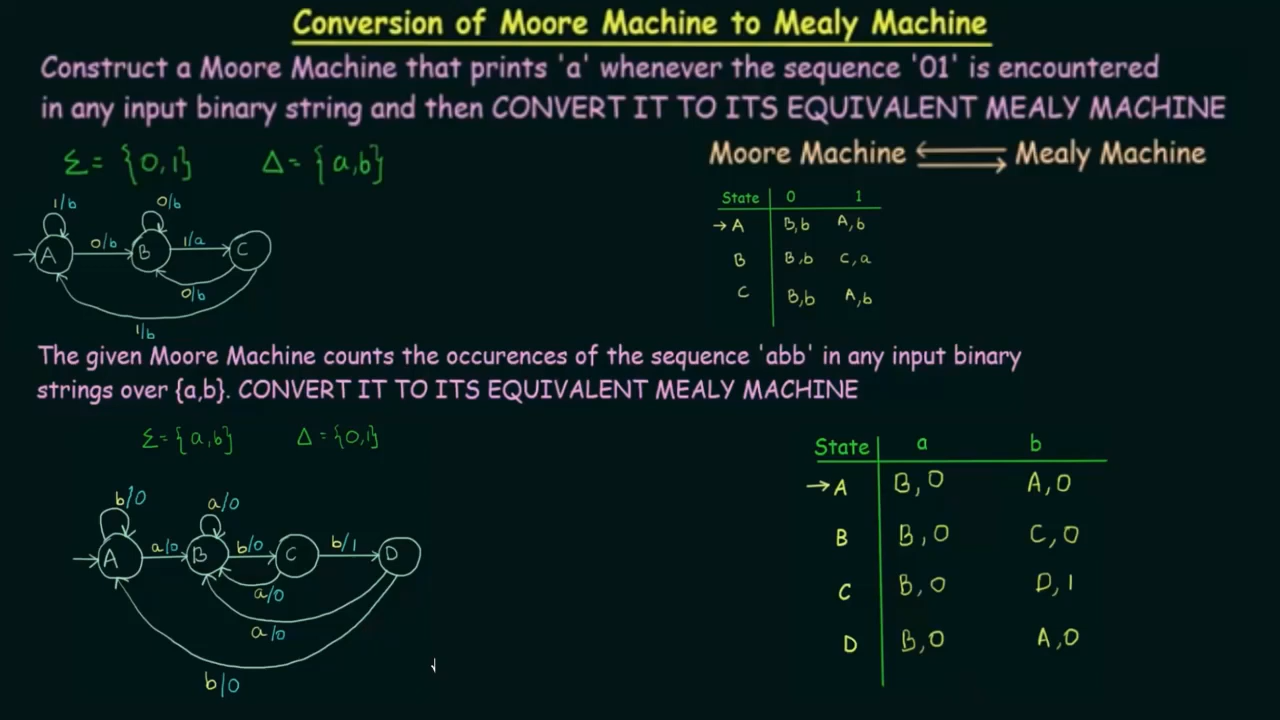 Conversion of Moore Machine to Mealy Machine
Construct a Moore Machine that prints 'a' whenever the sequence '01' is encountered
in any input binary string and then CONVERT IT TO ITS EQUIVALENT MEALY MACHINE
Σ = {0,1} Δ = {a,b}
Moore Machine Mealy Machine
1/b 0/b
A 0/b B 1/a C
0/b
1/b
State 0 1
→ A B,b A,b
B B,b C,a
C B,b A,b
The given Moore Machine counts the occurences of the sequence 'abb' in any input binary
strings over {a,b}. CONVERT IT TO ITS EQUIVALENT MEALY MACHINE
Σ = {a,b} Δ = {0,1}
b/0 a/0
A a/0 B b/0 C b/1 D
a/0
a/0
b/0
State a b
→ A B,0 A,0
B B,0 C,0
C B,0 D,1
D B,0 A,0